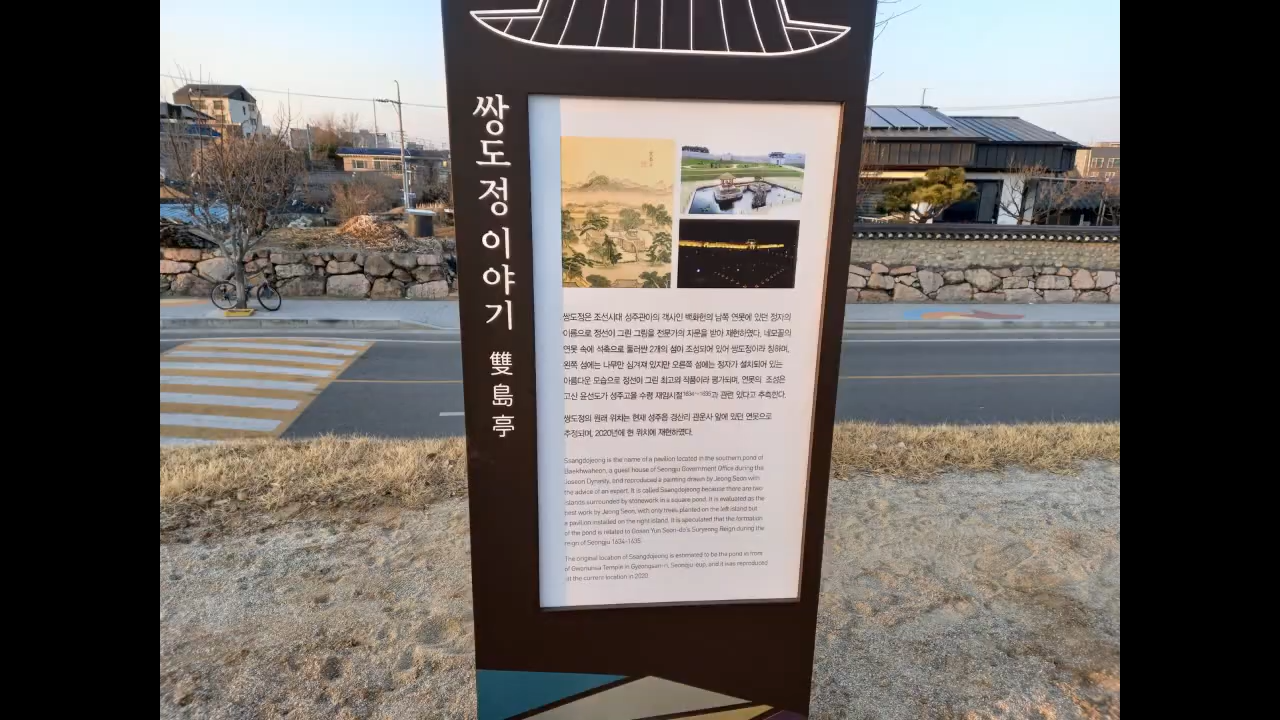 쌍도정이야기 雙島亭
쌍도정은 조선시대 성주관아의 객사인 백화헌의 남쪽 연못에 있던 정자의
이름으로 정선이 그린 그림을 전문가의 자문을 받아 재현하였다. 네모꼴의
연못 속에 석축으로 둘러싼 2개의 섬이 조성되어 있어 쌍도정이라 칭하며,
왼쪽 섬에는 나무만 심겨져 있지만 오른쪽 섬에는 정자가 설치되어 있는
아름다운 모습으로 정선이 그린 최고의 작품이라 평가되며, 연못의 조성은
고산 윤선도가 성주고을 수령 재임시절 1634~1635과 관련 있다고 추측한다.
쌍도정의 원래 위치는 현재 성주읍 경산리 관운사 앞에 있던 연못으로
추정되며, 2020년에 현 위치에 재현하였다.
Ssangdojeong is the name of a pavilion located in the southern pond of
Baekhwaheon, a guest house of Seongju Government Office during the
Joseon Dynasty, and reproduced a painting drawn by Jeong Seon with
the advice of an expert. It is called Ssangdojeong because there are two
islands surrounded by stonework in a square pond. It is evaluated as the
best work by Jeong Seon, with only trees planted on the left island but
a pavilion installed on the right island. It is speculated that the formation
of the pond is related to Gosan Yun Seon-do's Suryeong Reign during the
reign of Seongju 1634~1635.
The original location of Ssangdojeong is estimated to be the pond in front
of Gwanunsa Temple in Gyeongsan-ri, Seongju-eup, and it was reproduced
at the current location in 2020.